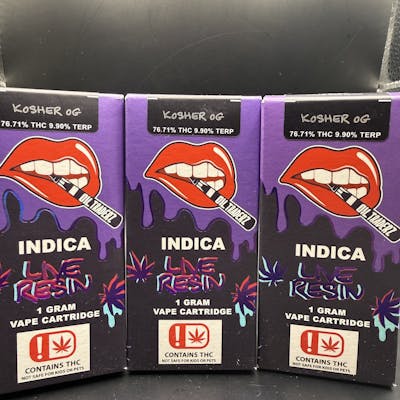 KOSHER OG
76.71% THC 9.90% TERP
INDICA
LIVE
RESIN
1 GRAM
VAPE CARTRIDGE
CONTAINS THC
NOT SAFE FOR KIDS OR PETS
KOSHER OG
76.71% THC 9.90% TERP
INDICA
LIVE
RESIN
1 GRAM
VAPE CARTRIDGE
CONTAINS THC
NOT SAFE FOR KIDS OR PETS
KOSHER OG
76.71% THC 9.90% TERP
INDICA
LIVE
RESIN
1 GRAM
VAPE CARTRIDGE
CONTAINS THC
NOT SAFE FOR KIDS OR PETS